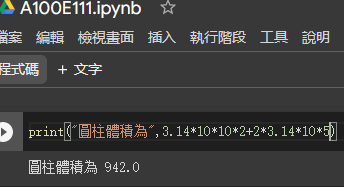 A100E111.ipynb
檔案 編輯 檢視畫面 插入 執行階段 工具 說明
程式碼 + 文字
print("圓柱體積為",3.14*10*10*2+2*3.14*10*5)
圓柱體積為 942.0